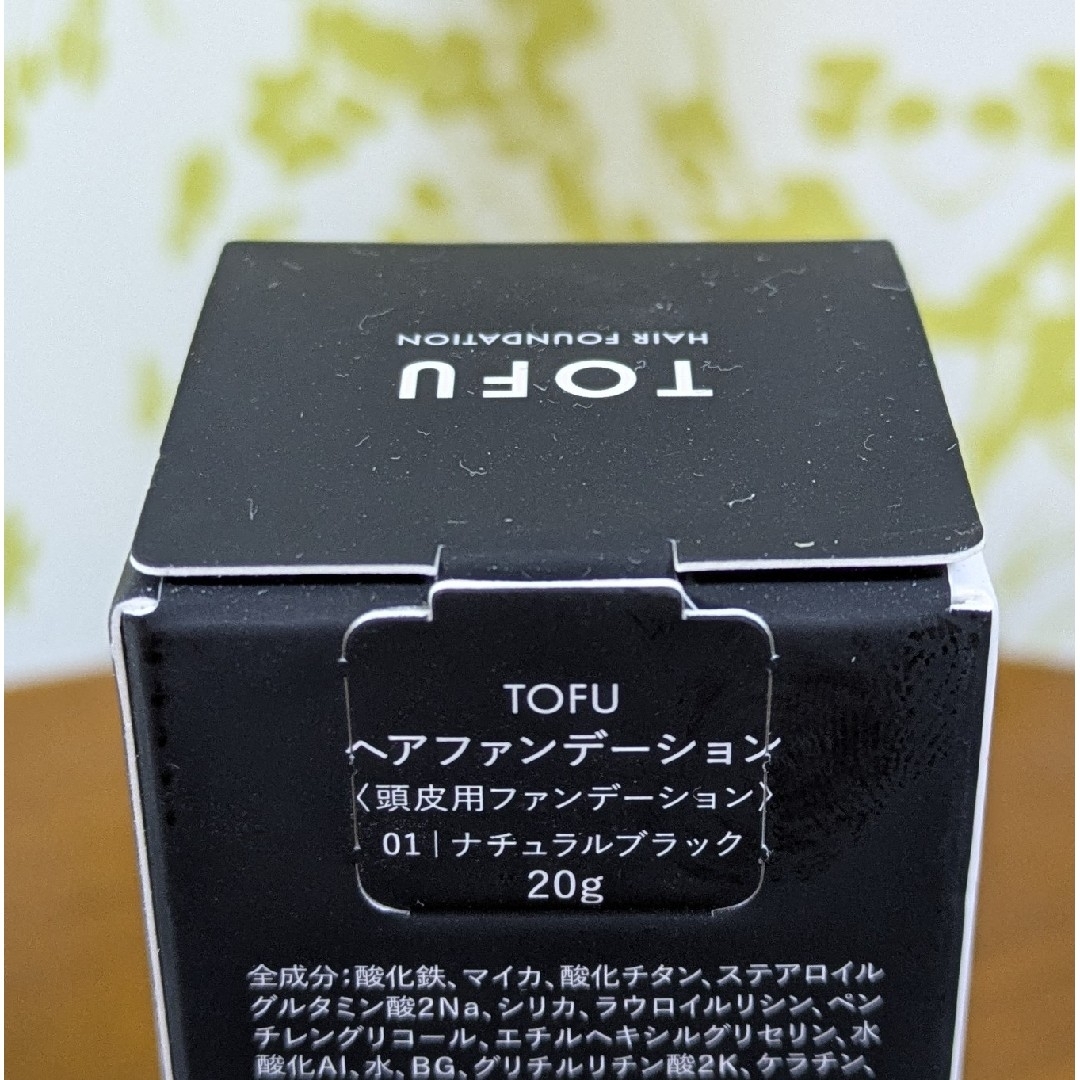 TOFU
HAIR FOUNDATION
TOFU
ヘアファンデーション
〈頭皮用ファンデーション〉
01|ナチュラルブラック
20g
全成分:酸化鉄、マイカ、酸化チタン、ステアロイル
グルタミン酸2Na、シリカ、ラウロイルリシン、ペン
チレングリコール、エチルヘキシルグリセリン、水
酸化Al、水、BG、グリチルリチン酸2K、ケラチン、